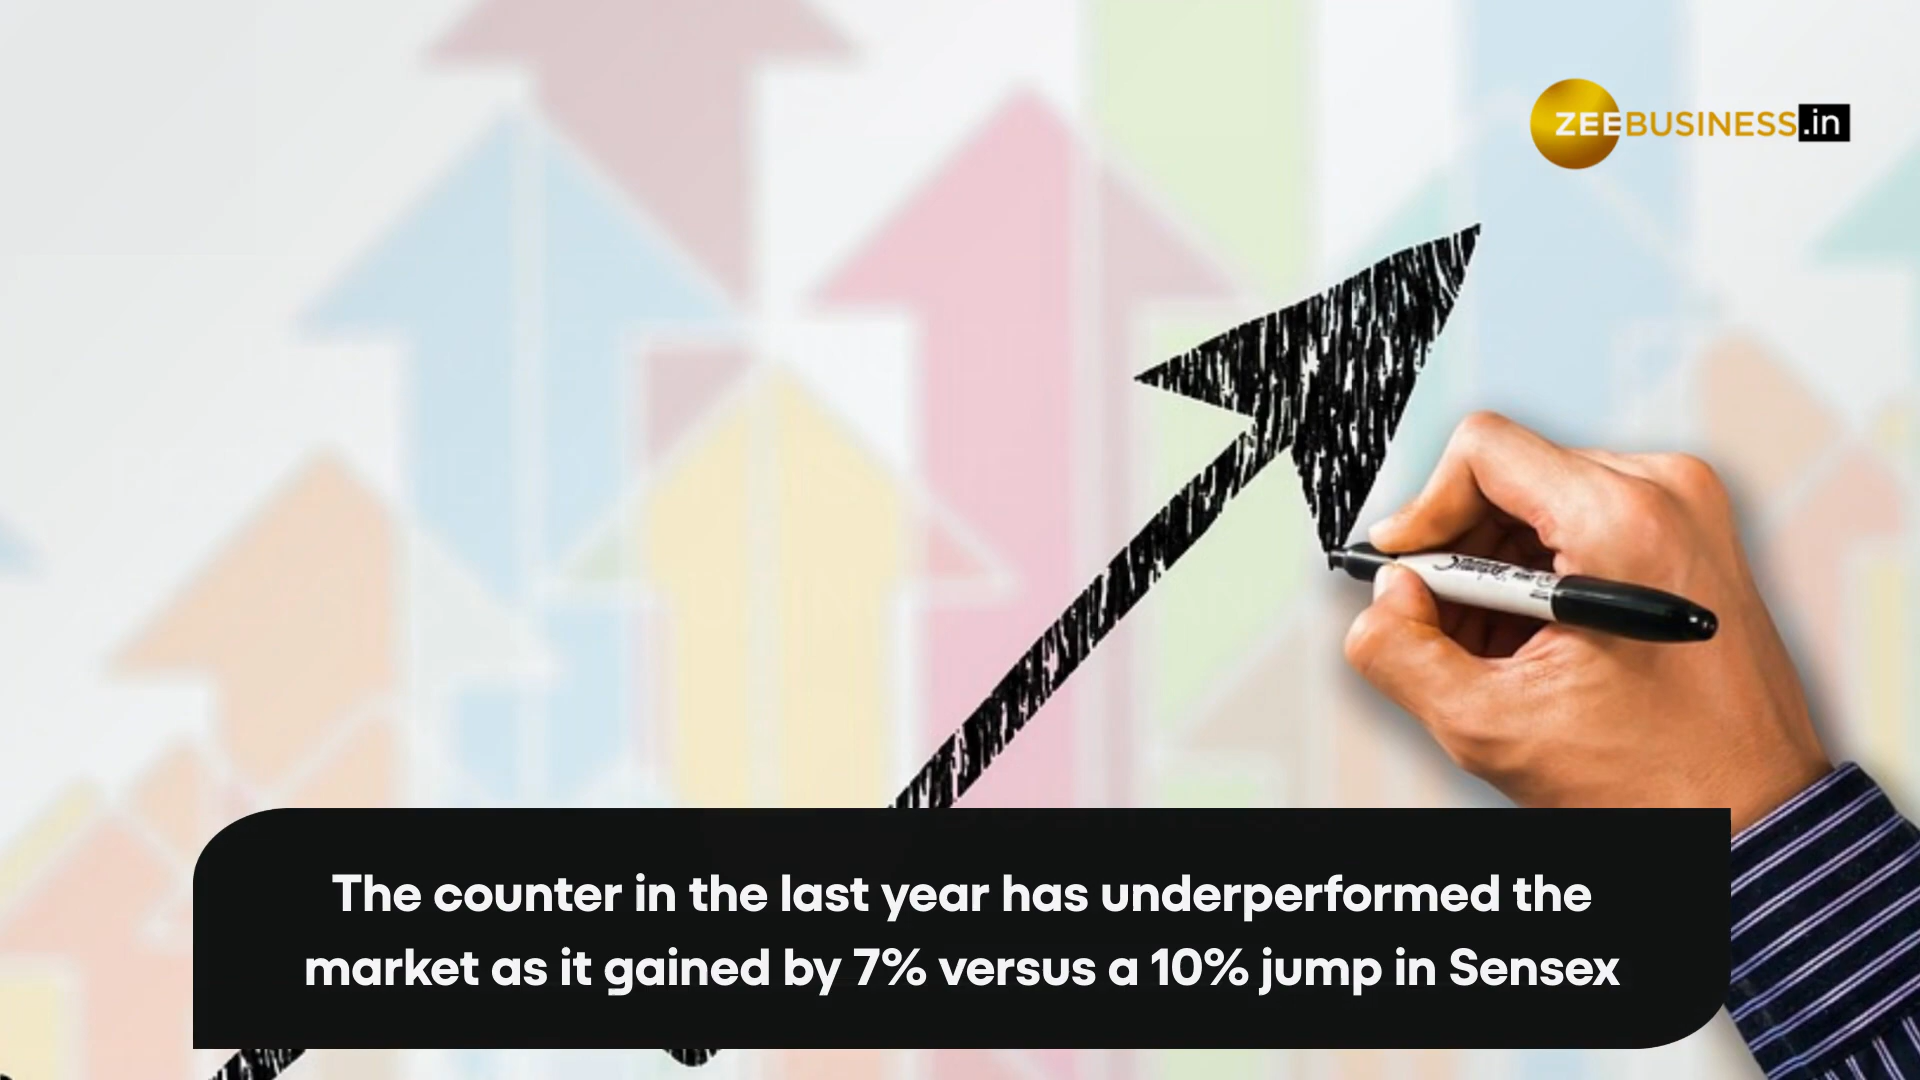 ZEEBUSINESS.in
The counter in the last year has underperformed the
market as it gained by 7% versus a 10% jump in Sensex